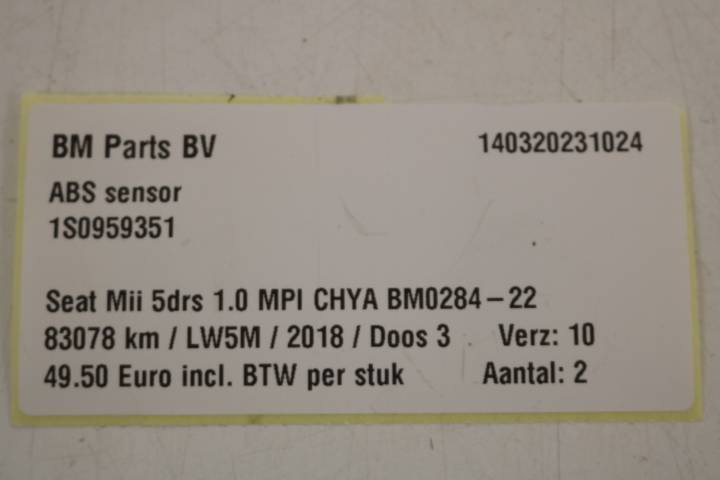 BM Parts BV 140320231024
ABS sensor
1S0959351
Seat Mii 5drs 1.0 MPI CHYA BM0284-22
83078 km / LW5M / 2018 / Doos 3 Verz: 10
49.50 Euro incl. BTW per stuk Aantal: 2